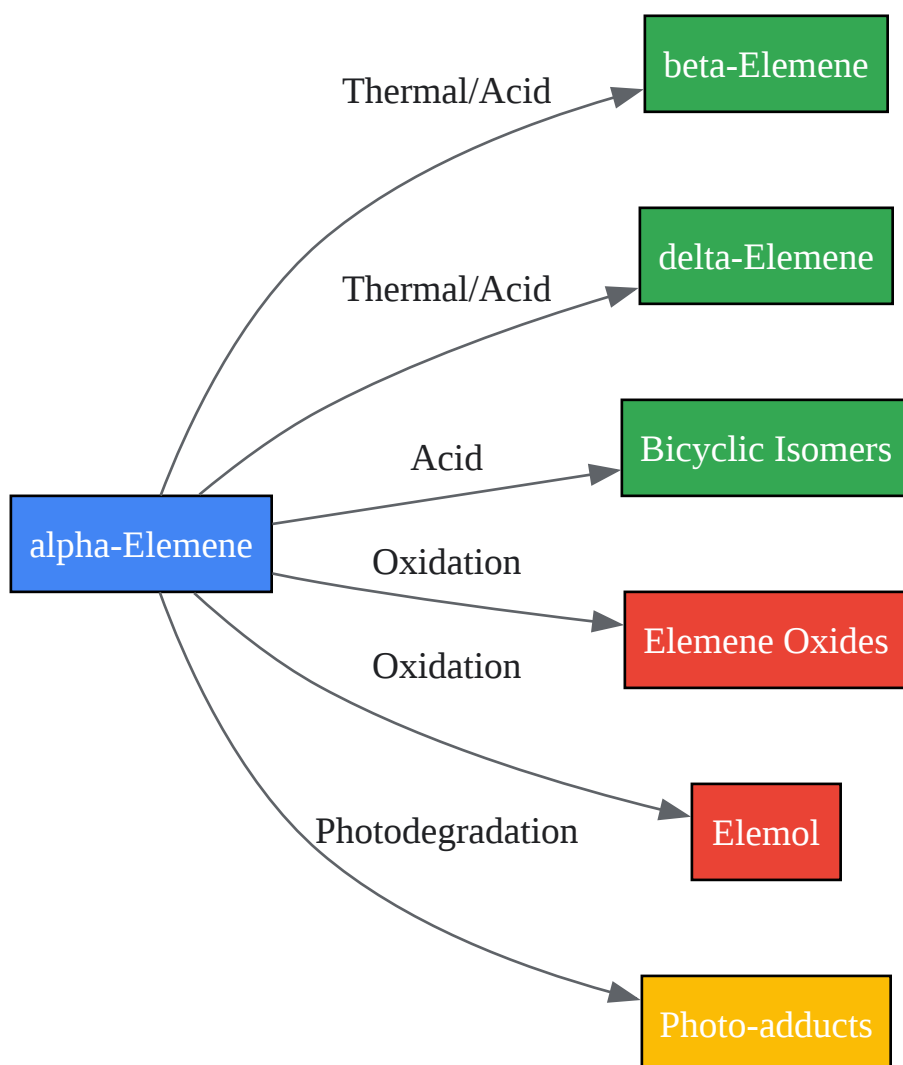 beta-Elemene
Thermal/Acid
delta-Elemene
Thermal/Acid
Bicyclic Isomers
Acid
alpha-Elemene
Oxidation
Elemene Oxides
Oxidation
Elemol
Photodegradation
Photo-adducts